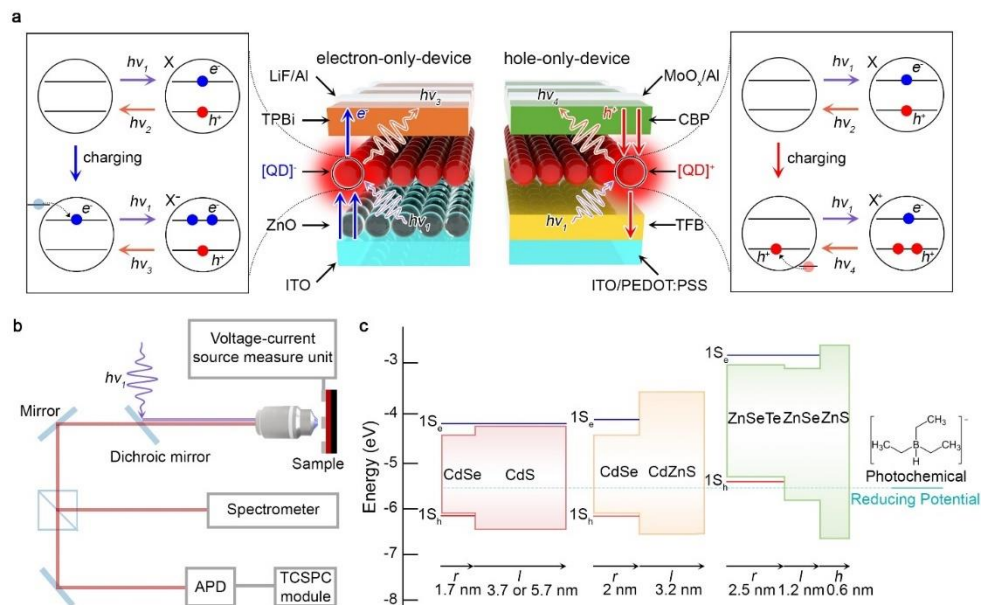 a
electron-only-device
hole-only-device
hν₁
X
e⁻
h⁺
hν₂
charging
e⁻
hν₁
X⁻
e⁻
h⁺
hν₃
LiF/Al
TPBi
[QD]⁻
ZnO
ITO
e⁻
hν₃
hν₁
hν₄
h⁺
hν₁
MoOₓ/Al
CBP
[QD]⁺
TFB
ITO/PEDOT:PSS
hν₁
X
e⁻
h⁺
hν₂
charging
h⁺
hν₁
X⁺
e⁻
h⁺
hν₄
b
Voltage-current
source measure unit
hν₁
Mirror
Dichroic mirror
Sample
Spectrometer
APD
TCSPC
module
c
Energy (eV)
-3
-4
-5
-6
-7
-8
1Sₑ
CdSe
CdS
1Sₕ
r
l
1.7 nm
3.7 or 5.7 nm
1Sₑ
CdSe
CdZnS
1Sₕ
r
l
2 nm
3.2 nm
1Sₑ
ZnSeTe
ZnSe
ZnS
1Sₕ
r
l
h
2.5 nm
1.2 nm
0.6 nm
CH₃
H₃C
B
H
CH₃
−
Photochemical
Reducing Potential